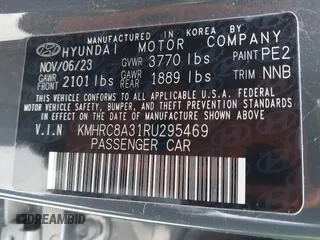 MANUFACTURED IN KOREA BY
HYUNDAI MOTOR COMPANY
NOV/06/23 GVWR 3770 lbs PAINT PE2
GAWR FRT 2101 lbs GAWR RR 1889 lbs TRIM NNB
THIS VEHICLE CONFORMS TO ALL APPLICABLE
U.S. FEDERAL MOTOR VEHICLE
SAFETY, BUMPER, AND THEFT PREVENTION
STANDARDS IN EFFECT ON THE DATE OF
MANUFACTURE SHOWN ABOVE.
V.I.N KMHRC8A31RU295469
PASSENGER CAR
DREAMBID